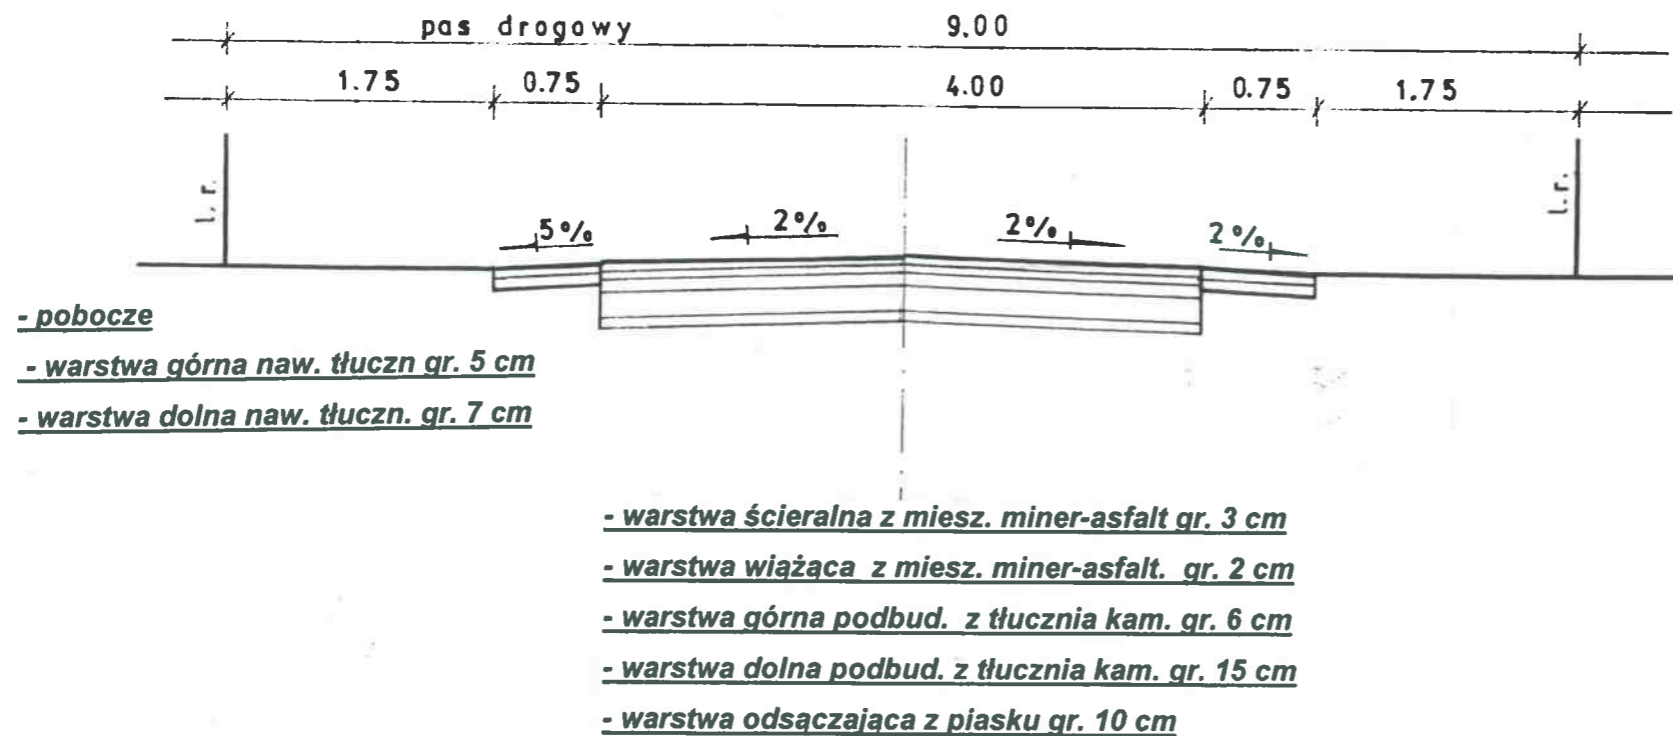 pas drogowy 9.00
1.75 0.75 4.00 0.75 1.75
l. r. l. r.
5% 2% 2% 2%
- pobocze
- warstwa górna naw. tłuczn gr. 5 cm
- warstwa dolna naw. tłuczn. gr. 7 cm
- warstwa ścieralna z miesz. miner-asfalt gr. 3 cm
- warstwa wiążąca z miesz. miner-asfalt. gr. 2 cm
- warstwa górna podbud. z tłucznia kam. gr. 6 cm
- warstwa dolna podbud. z tłucznia kam. gr. 15 cm
- warstwa odsączająca z piasku gr. 10 cm